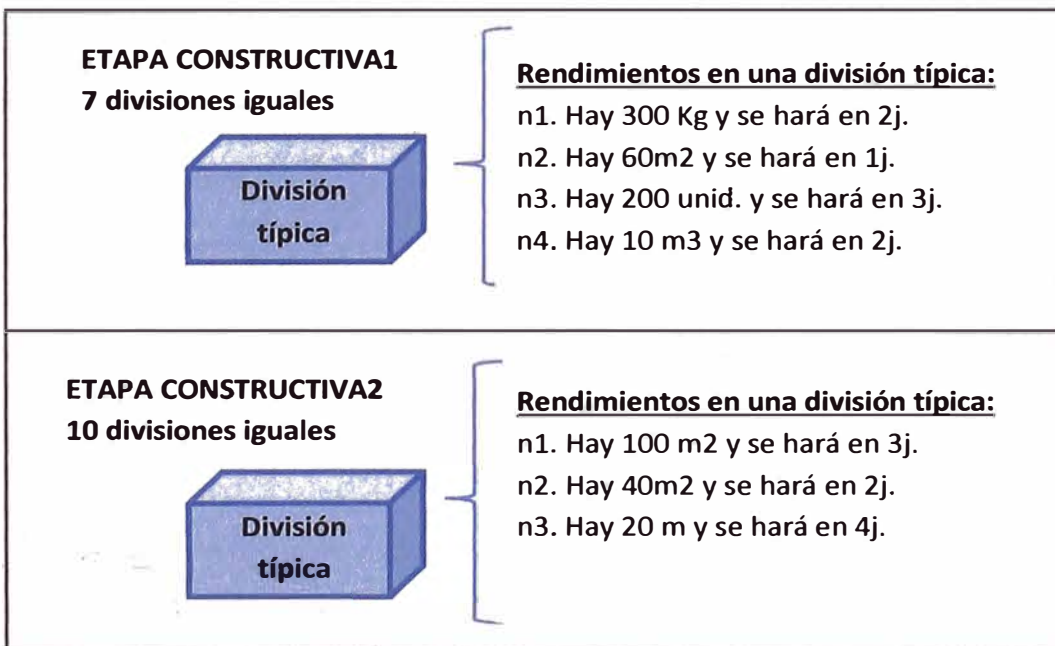 ETAPA CONSTRUCTIVA1
7 divisiones iguales
División
típica
Rendimientos en una división típica:
n1. Hay 300 Kg y se hará en 2j.
n2. Hay 60m2 y se hará en 1j.
n3. Hay 200 unid. y se hará en 3j.
n4. Hay 10 m3 y se hará en 2j.
ETAPA CONSTRUCTIVA2
10 divisiones iguales
División
típica
Rendimientos en una división típica:
n1. Hay 100 m2 y se hará en 3j.
n2. Hay 40m2 y se hará en 2j.
n3. Hay 20 m y se hará en 4j.